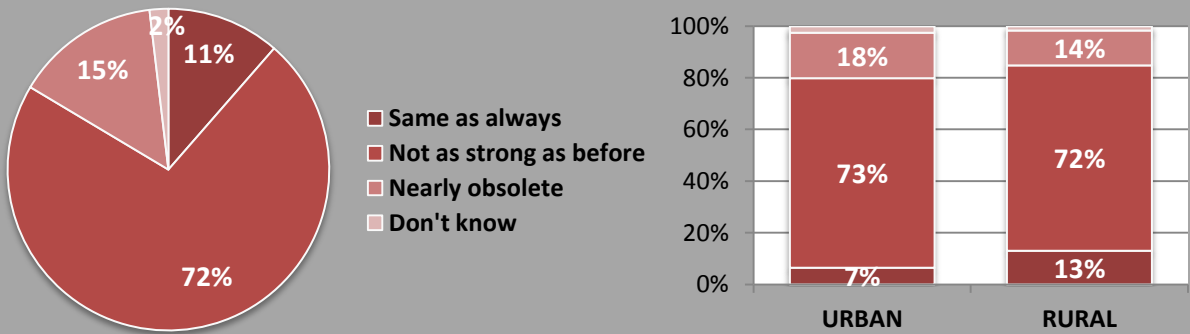 2%
11%
15%
72%
Same as always
Not as strong as before
Nearly obsolete
Don't know
100%
80%
60%
40%
20%
0%
18%
73%
7%
14%
72%
13%
URBAN
RURAL